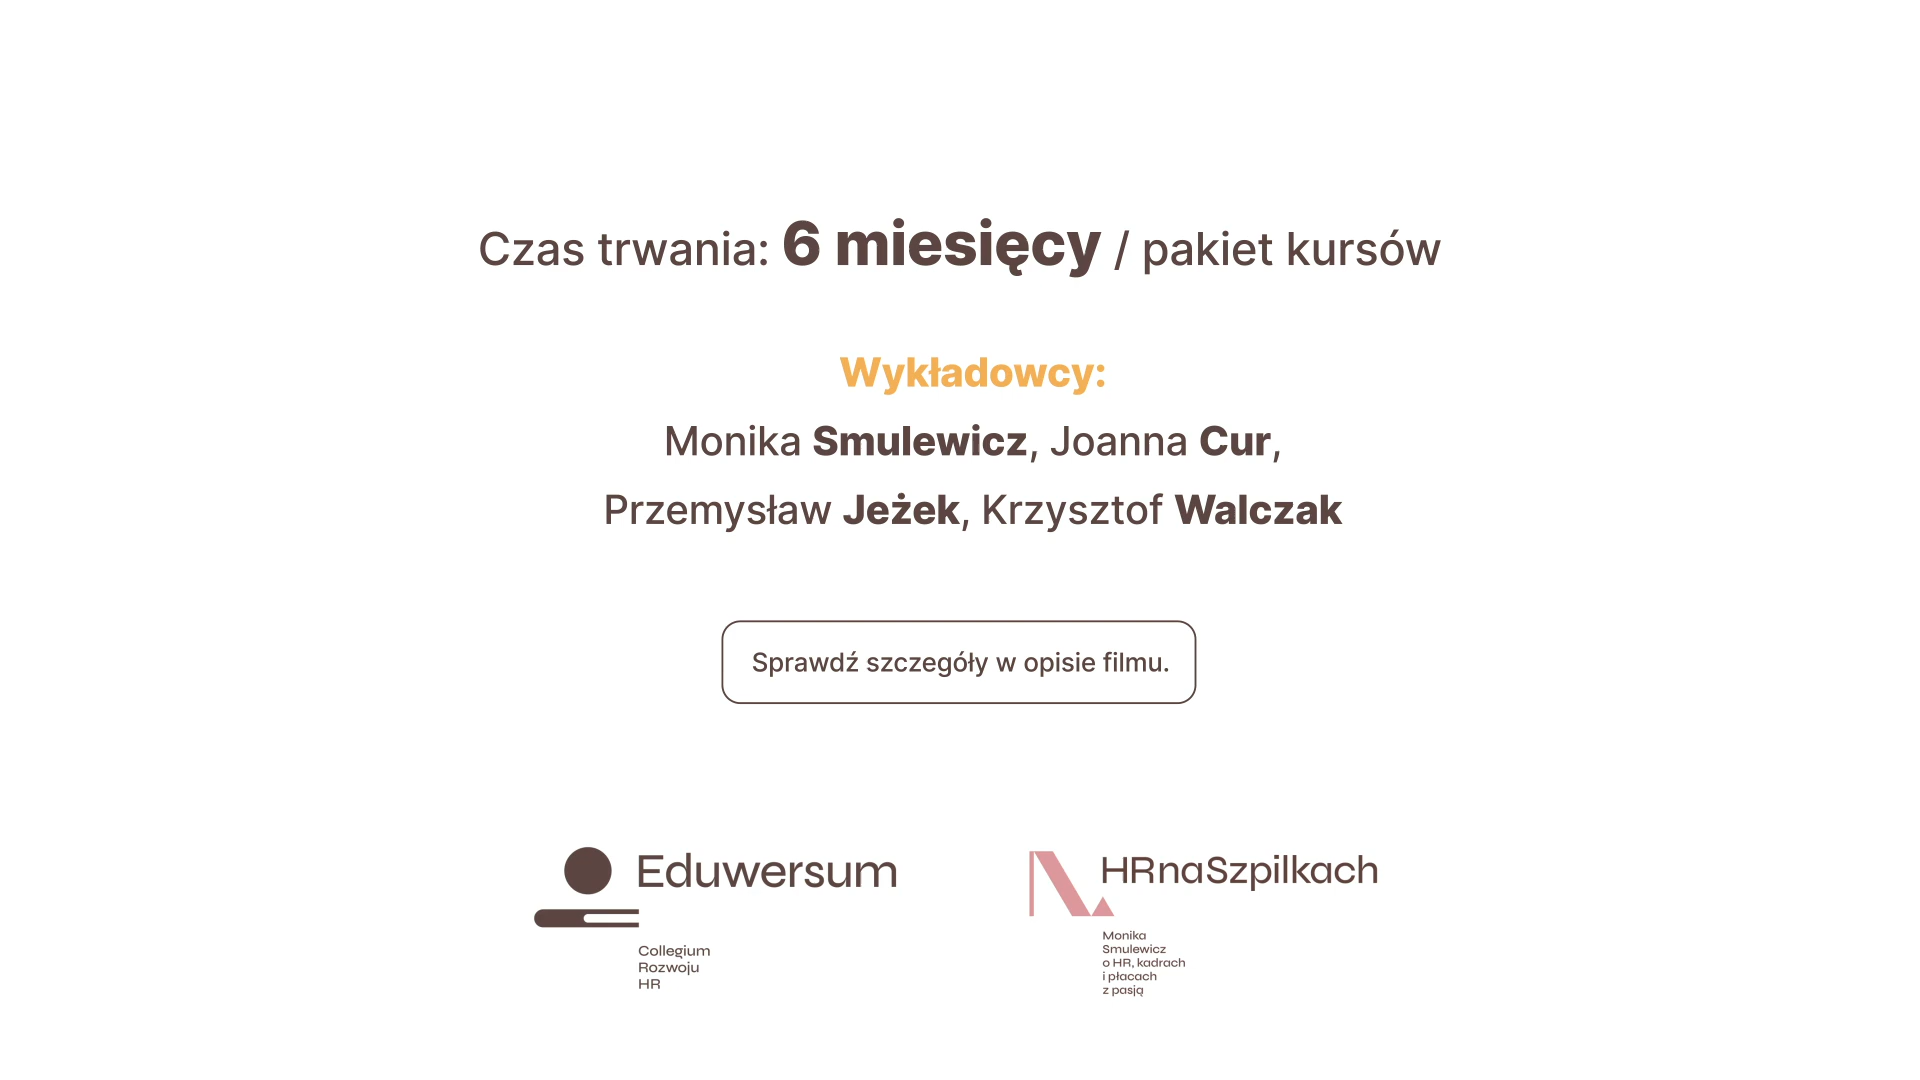 Czas trwania: 6 miesięcy / pakiet kursów
Wykładowcy:
Monika Smulewicz, Joanna Cur,
Przemysław Jeżek, Krzysztof Walczak
Sprawdź szczegóły w opisie filmu.
Eduwersum
Collegium
Rozwoju
HR
HRnaSzpilkach
Monika
Smulewicz
o HR, kadrach
i płacach
z pasją